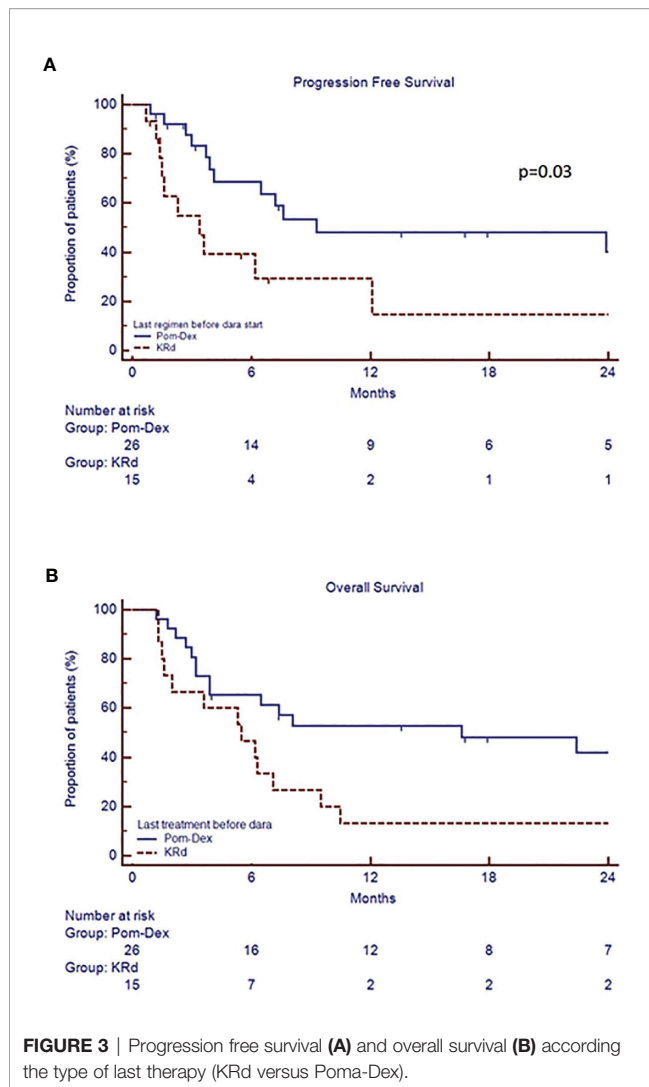 A
Progression Free Survival
100
80
60
40
20
0
Proportion of patients (%)
p=0.03
Last regimen before dara start
Pom-Dex
KRd
0 6 12 18 24
Months
Number at risk
Group: Pom-Dex
26 14 9 6 5
Group: KRd
15 4 2 1 1
B
Overall Survival
100
80
60
40
20
0
Proportion of patients (%)
Last treatment before dara
Pom-Dex
KRd
0 6 12 18 24
Months
Number at risk
Group: Pom-Dex
26 16 12 8 7
Group: KRd
15 7 2 2 2
FIGURE 3 | Progression free survival (A) and overall survival (B) according
the type of last therapy (KRd versus Poma-Dex).